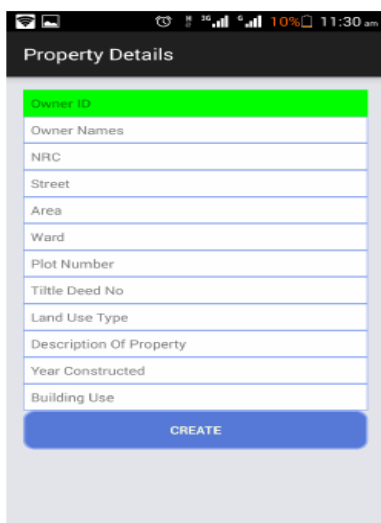 H 3G G 10% 11:30 am
Property Details
Owner ID
Owner Names
NRC
Street
Area
Ward
Plot Number
Tiltle Deed No
Land Use Type
Description Of Property
Year Constructed
Building Use
CREATE